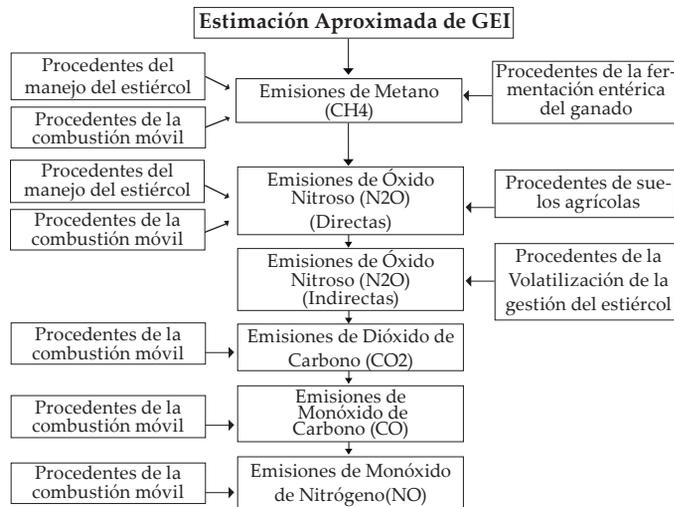 Estimación Aproximada de GEI
Procedentes del
manejo del estiércol
Procedentes de la
combustión móvil
Emisiones de Metano
(CH4)
Procedentes de la fer-
mentación entérica
del ganado
Procedentes del
manejo del estiércol
Procedentes de la
combustión móvil
Emisiones de Óxido
Nitroso (N2O)
(Directas)
Procedentes de sue-
los agrícolas
Emisiones de Óxido
Nitroso (N2O)
(Indirectas)
Procedentes de la
Volatilización de la
gestión del estiércol
Procedentes de la
combustión móvil
Emisiones de Dióxido de
Carbono (CO2)
Procedentes de la
combustión móvil
Emisiones de
Monóxido de
Carbono (CO)
Procedentes de la
combustión móvil
Emisiones de Monóxido
de Nitrógeno(NO)